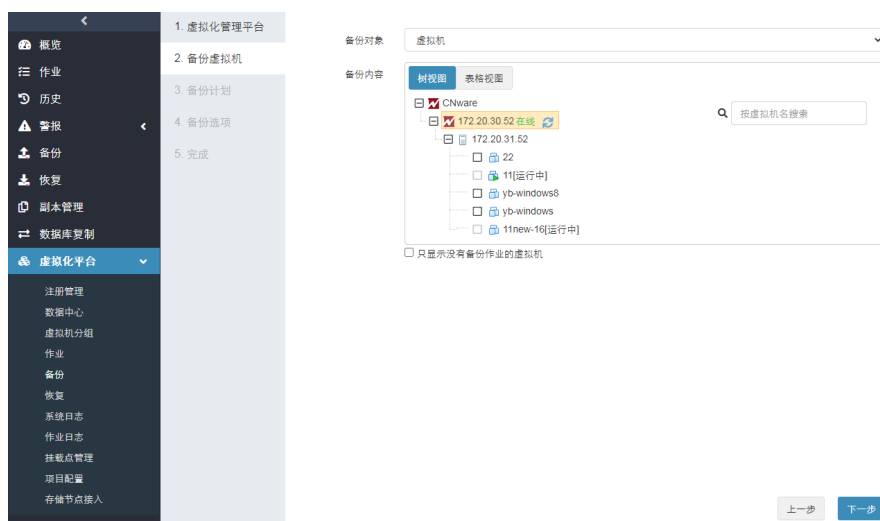 概览
作业
历史
警报
备份
恢复
副本管理
数据库复制
虚拟化平台
注册管理
数据中心
虚拟机分组
作业
备份
恢复
系统日志
作业日志
挂载点管理
项目配置
存储节点接入
1. 虚拟化管理平台
2. 备份虚拟机
3. 备份计划
4. 备份选项
5. 完成
备份对象
虚拟机
备份内容
树视图 表格视图
CNware
172.20.30.52在线
172.20.31.52
22
11[运行中]
yb-windows8
yb-windows
11new-16[运行中]
按虚拟机名搜索
只显示没有备份作业的虚拟机
上一步 下一步